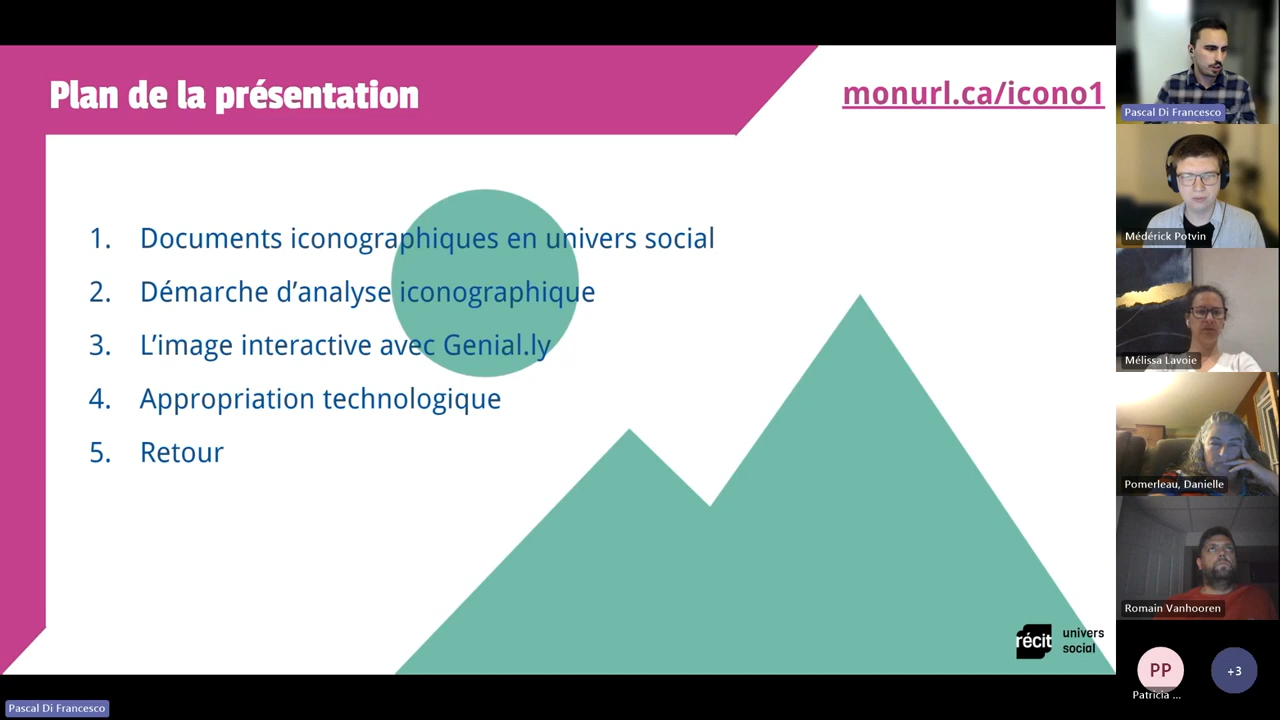 Plan de la présentation
monurl.ca/icono1
1. Documents iconographiques en univers social
2. Démarche d’analyse iconographique
3. L’image interactive avec Genial.ly
4. Appropriation technologique
5. Retour
récit
univers
social
Pascal Di Francesco
Pascal Di Francesco
Médérick Potvin
Mélissa Lavoie
Pomerleau, Danielle
Romain Vanhooren
PP
Patricia ...
+3